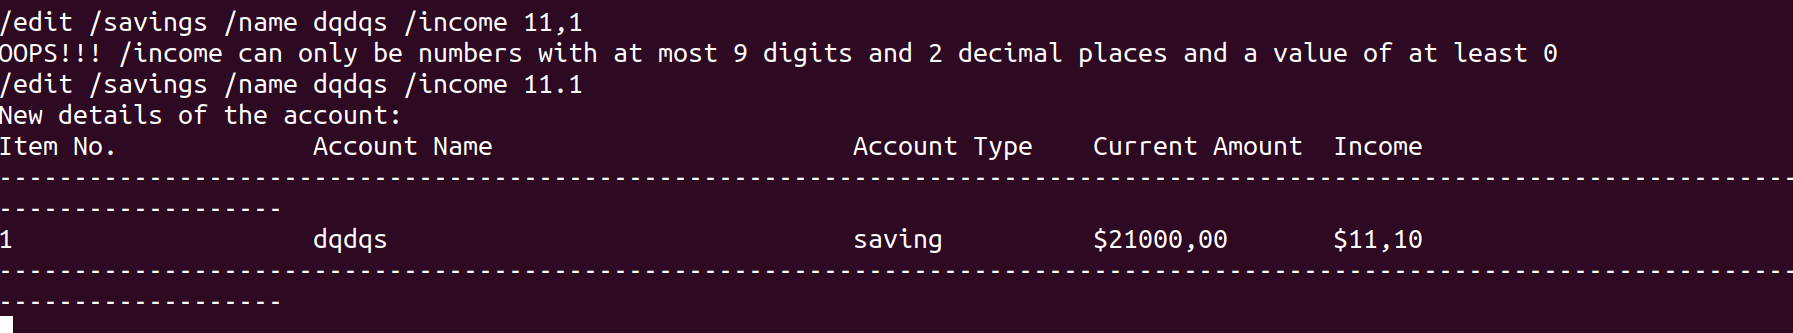 /edit /savings /name dqdqs /income 11,1
OOPS!!! /income can only be numbers with at most 9 digits and 2 decimal places and a value of at least 0
/edit /savings /name dqdqs /income 11.1
New details of the account:
Item No. Account Name Account Type Current Amount Income
------------------------------------------------------------------------------------------------------------------------
-------------------
1 dqdqs saving $21000,00 $11,10
------------------------------------------------------------------------------------------------------------------------
-------------------